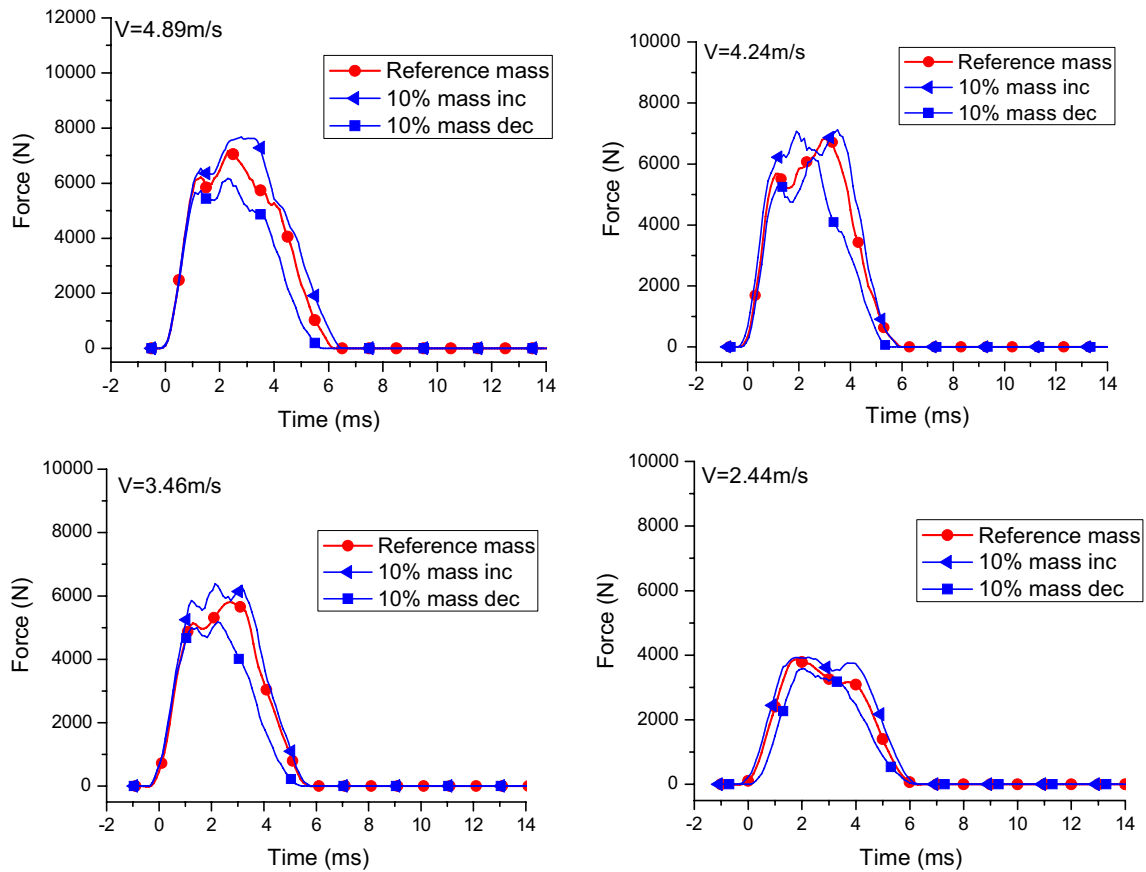 V=4.89m/s
12000
10000
8000
6000
4000
2000
0
Force (N)
Reference mass
10% mass inc
10% mass dec
-2 0 2 4 6 8 10 12 14
Time (ms)
V=4.24m/s
10000
8000
6000
4000
2000
0
Force (N)
Reference mass
10% mass inc
10% mass dec
-2 0 2 4 6 8 10 12 14
Time (ms)
V=3.46m/s
10000
8000
6000
4000
2000
0
Force (N)
Reference mass
10% mass inc
10% mass dec
-2 0 2 4 6 8 10 12 14
Time (ms)
V=2.44m/s
10000
8000
6000
4000
2000
0
Force (N)
Reference mass
10% mass inc
10% mass dec
-2 0 2 4 6 8 10 12 14
Time (ms)